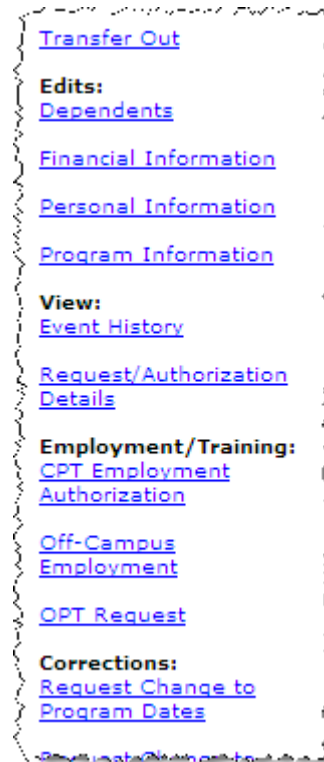 Transfer Out
Edits:
Dependents
Financial Information
Personal Information
Program Information
View:
Event History
Request/Authorization
Details
Employment/Training:
CPT Employment
Authorization
Off-Campus
Employment
OPT Request
Corrections:
Request Change to
Program Dates